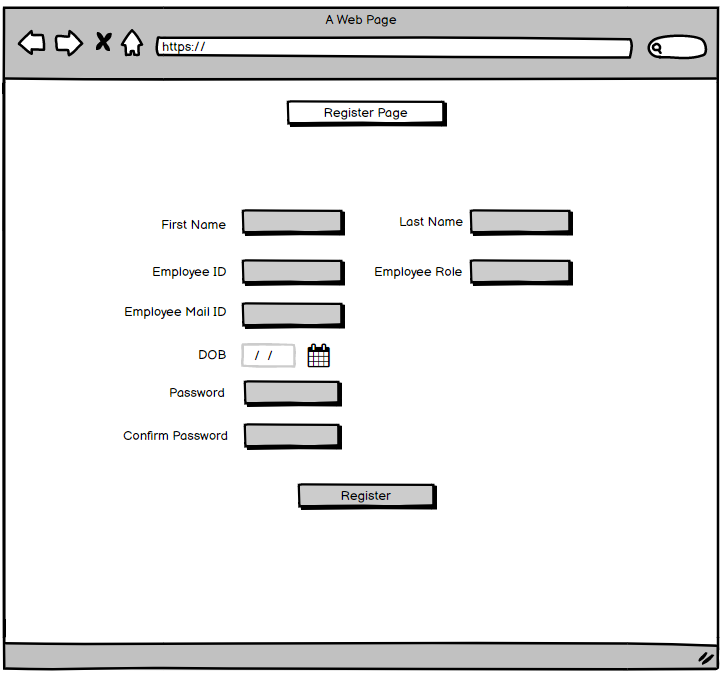 A Web Page
https://
Register Page
First Name
Last Name
Employee ID
Employee Role
Employee Mail ID
DOB
/ /
Password
Confirm Password
Register